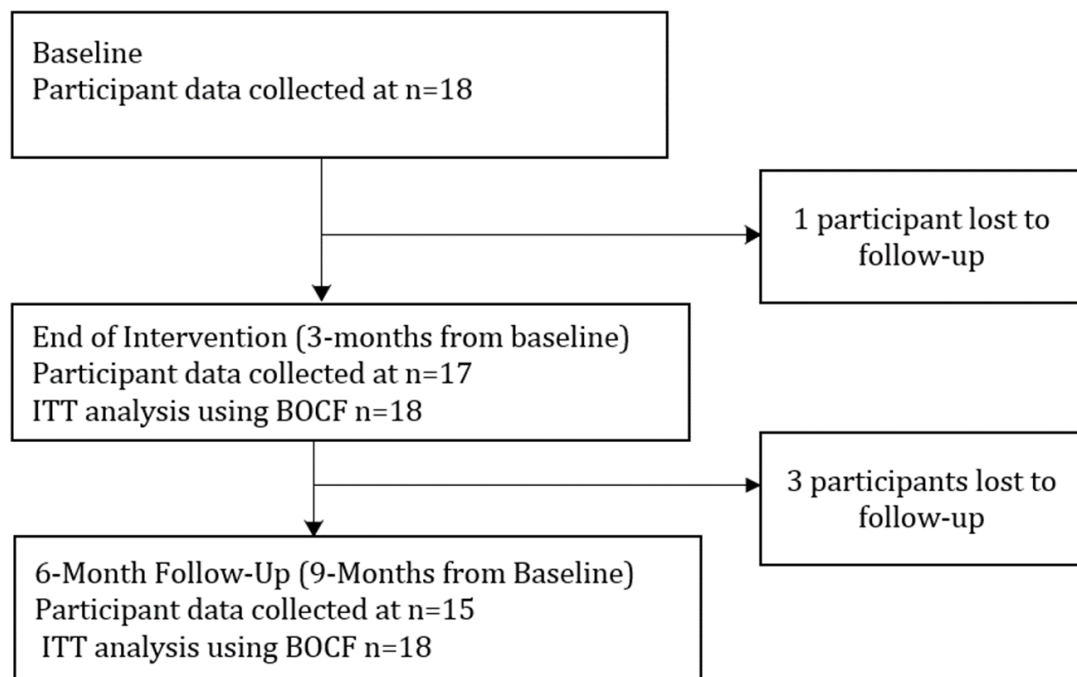 Baseline
Participant data collected at n=18
1 participant lost to
follow-up
End of Intervention (3-months from baseline)
Participant data collected at n=17
ITT analysis using BOCF n=18
3 participants lost to
follow-up
6-Month Follow-Up (9-Months from Baseline)
Participant data collected at n=15
ITT analysis using BOCF n=18